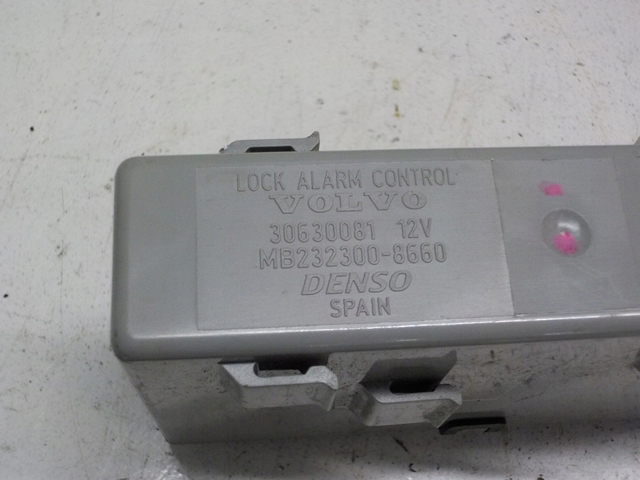 LOCK ALARM CONTROL
VOLVO
30630081 12V
MB232300-8660
DENSO
SPAIN